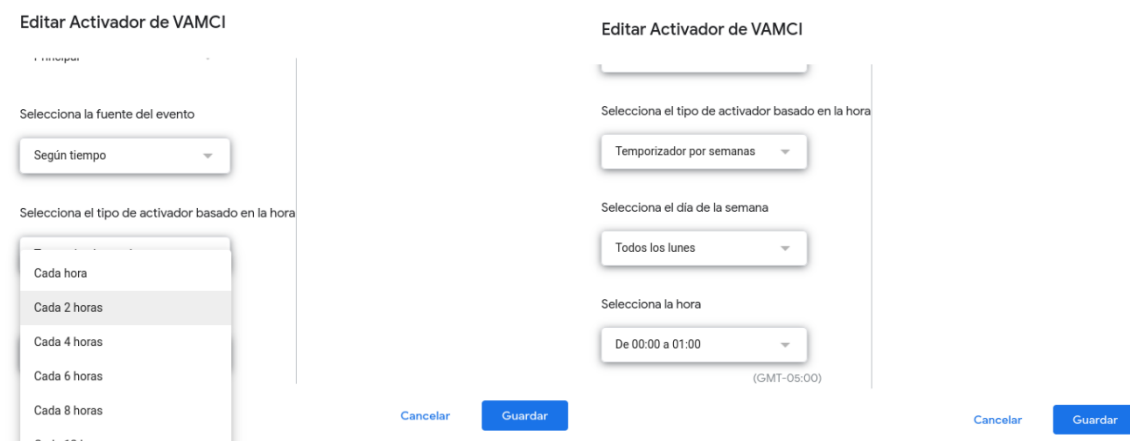 Editar Activador de VAMCI
Selecciona la fuente del evento
Según tiempo
Selecciona el tipo de activador basado en la hora
Cada hora
Cada 2 horas
Cada 4 horas
Cada 6 horas
Cada 8 horas
Cancelar
Guardar
Editar Activador de VAMCI
Selecciona el tipo de activador basado en la hora
Temporizador por semanas
Selecciona el día de la semana
Todos los lunes
Selecciona la hora
De 00:00 a 01:00
(GMT-05:00)
Cancelar
Guardar